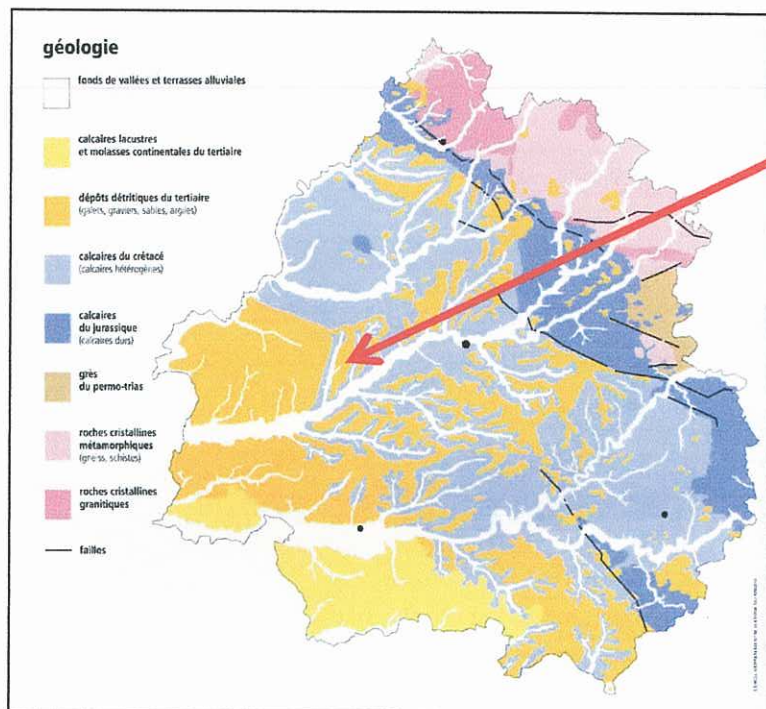 géologie
fonds de vallées et terrasses alluviales
calcaires lacustres
et molasses continentales du tertiaire
dépôts détritiques du tertiaire
(galets, graviers, sables, argiles)
calcaires du crétacé
(calcaires hétérogènes)
calcaires
du jurassique
(calcaires durs)
grès
du permo-trias
roches cristallines
métamorphiques
(gneiss, schistes)
roches cristallines
granitiques
failles